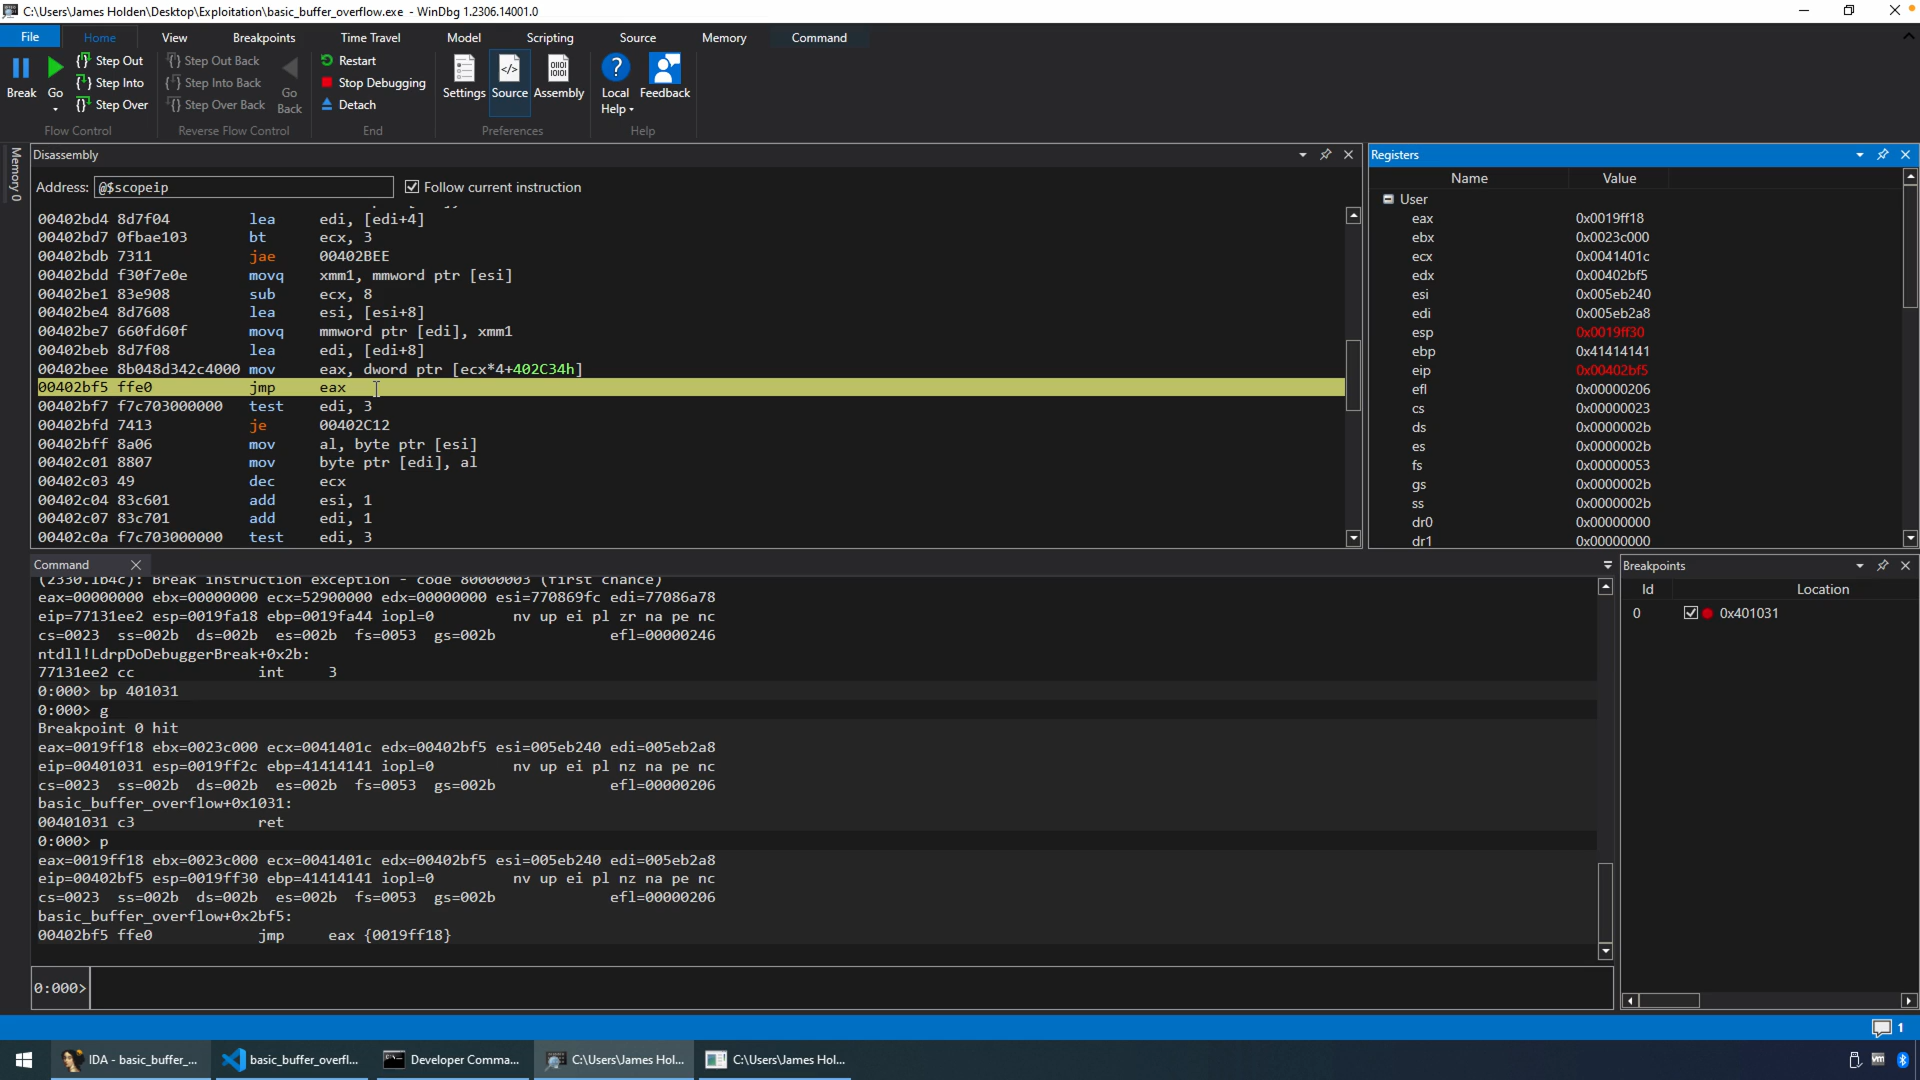 C:\Users\James Holden\Desktop\Exploitation\basic_buffer_overflow.exe - WinDbg 1.2306.14001.0
File Home View Breakpoints Time Travel Model Scripting Source Memory Command
Break
Go
Step Out
Step Into
Step Over
Flow Control
Step Out Back
Step Into Back
Step Over Back
Go Back
Reverse Flow Control
Restart
Stop Debugging
Detach
End
Settings Source Assembly
Preferences
Local Help
Feedback
Help
Memory 0
Disassembly
Address: @$scopeip Follow current instruction
00402bd4 8d7f04 lea edi, [edi+4]
00402bd7 0fbae103 bt ecx, 3
00402bdb 7311 jae 00402BEE
00402bdd f30f7e0e movq xmm1, mmword ptr [esi]
00402be1 83e908 sub ecx, 8
00402be4 8d7608 lea esi, [esi+8]
00402be7 660fd60f movq mmword ptr [edi], xmm1
00402beb 8d7f08 lea edi, [edi+8]
00402bee 8b048d342c4000 mov eax, dword ptr [ecx*4+402C34h]
00402bf5 ffe0 jmp eax
00402bf7 f7c703000000 test edi, 3
00402bfd 7413 je 00402C12
00402bff 8a06 mov al, byte ptr [esi]
00402c01 8807 mov byte ptr [edi], al
00402c03 49 dec ecx
00402c04 83c601 add esi, 1
00402c07 83c701 add edi, 1
00402c0a f7c703000000 test edi, 3
Registers
Name Value
User
eax 0x0019ff18
ebx 0x0023c000
ecx 0x0041401c
edx 0x00402bf5
esi 0x005eb240
edi 0x005eb2a8
esp 0x0019ff30
ebp 0x41414141
eip 0x00402bf5
efl 0x00000206
cs 0x00000023
ds 0x0000002b
es 0x0000002b
fs 0x00000053
gs 0x0000002b
ss 0x0000002b
dr0 0x00000000
dr1 0x00000000
Command
(2330.1b4c): Break instruction exception - code 80000003 (first chance)
eax=00000000 ebx=00000000 ecx=52900000 edx=00000000 esi=770869fc edi=77086a78
eip=77131ee2 esp=0019fa18 ebp=0019fa44 iopl=0 nv up ei pl zr na pe nc
cs=0023 ss=002b ds=002b es=002b fs=0053 gs=002b efl=00000246
ntdll!LdrpDoDebuggerBreak+0x2b:
77131ee2 cc int 3
0:000> bp 401031
0:000> g
Breakpoint 0 hit
eax=0019ff18 ebx=0023c000 ecx=0041401c edx=00402bf5 esi=005eb240 edi=005eb2a8
eip=00401031 esp=0019ff2c ebp=41414141 iopl=0 nv up ei pl nz na pe nc
cs=0023 ss=002b ds=002b es=002b fs=0053 gs=002b efl=00000206
basic_buffer_overflow+0x1031:
00401031 c3 ret
0:000> p
eax=0019ff18 ebx=0023c000 ecx=0041401c edx=00402bf5 esi=005eb240 edi=005eb2a8
eip=00402bf5 esp=0019ff30 ebp=41414141 iopl=0 nv up ei pl nz na pe nc
cs=0023 ss=002b ds=002b es=002b fs=0053 gs=002b efl=00000206
basic_buffer_overflow+0x2bf5:
00402bf5 ffe0 jmp eax {0019ff18}
0:000>
Breakpoints
Id Location
0 0x401031
1
IDA - basic_buffer_... basic_buffer_overfl... Developer Comma... C:\Users\James Hol... C:\Users\James Hol...